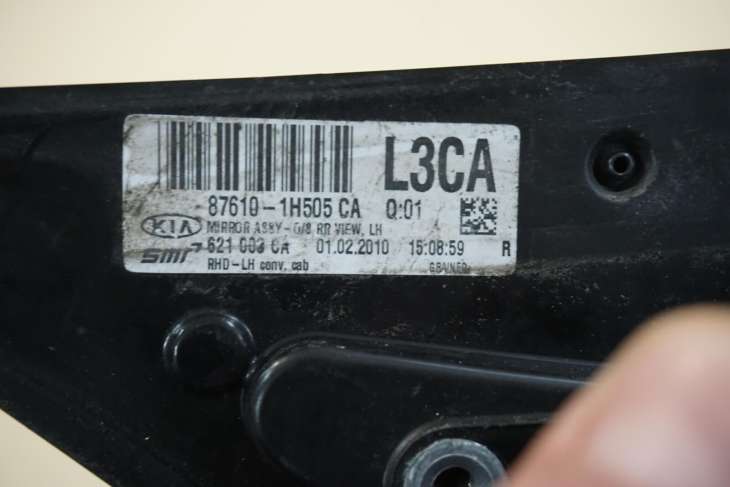 L3CA
87610-1H505 CA Q:01
KIA MIRROR ASSY-O/S RR VIEW, LH
SMR 621 003 0A 01.02.2010 15:08:59 R
RHD-LH conv. cab